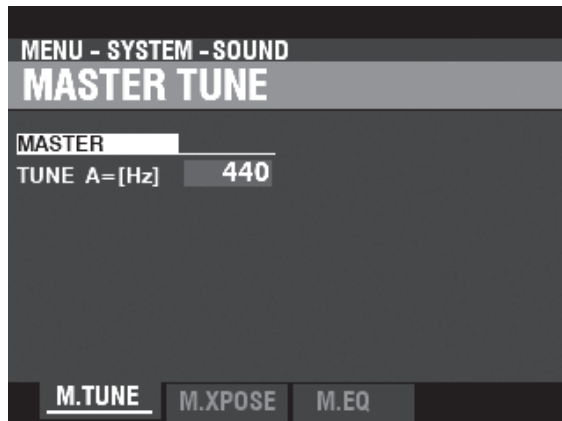 MENU - SYSTEM - SOUND
MASTER TUNE
MASTER
TUNE A=[Hz] 440
M.TUNE M.XPOSE M.EQ